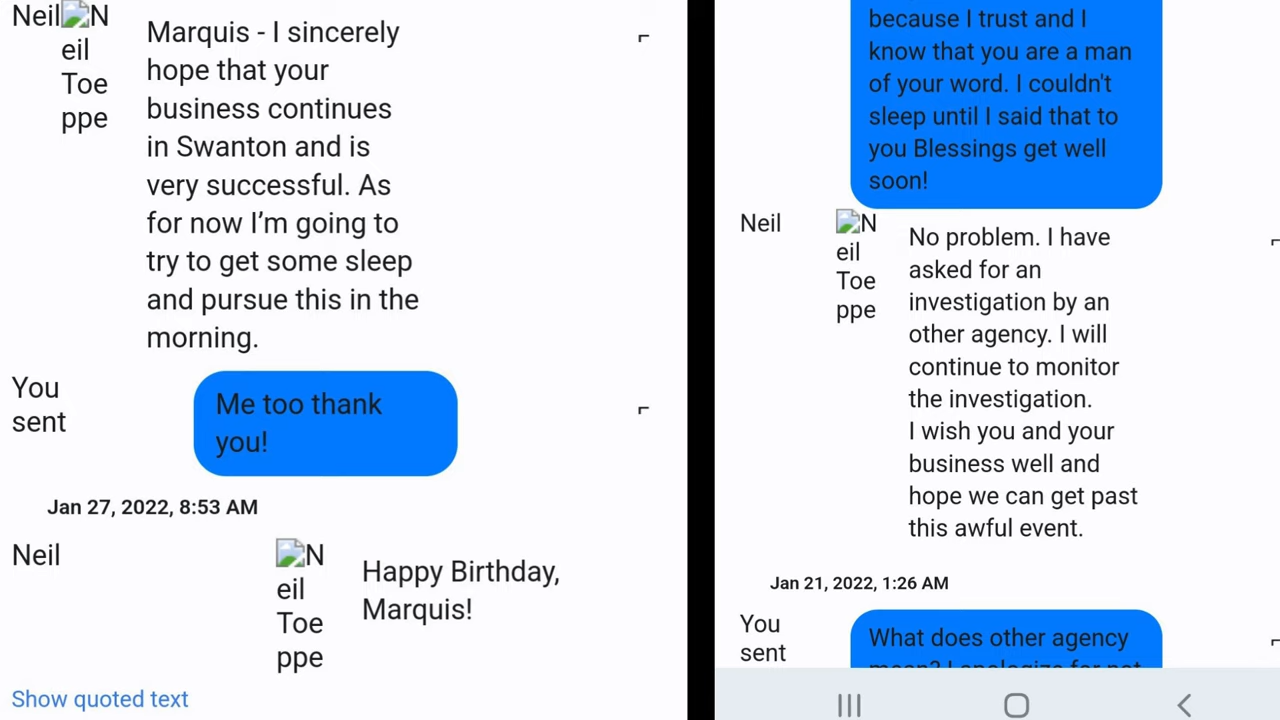 Neil
N
eil
Toe
ppe
Marquis - I sincerely
hope that your
business continues
in Swanton and is
very successful. As
for now I’m going to
try to get some sleep
and pursue this in the
morning.
You
sent
Me too thank
you!
Jan 27, 2022, 8:53 AM
Neil
N
eil
Toe
ppe
Happy Birthday,
Marquis!
Show quoted text
because I trust and I
know that you are a man
of your word. I couldn't
sleep until I said that to
you Blessings get well
soon!
Neil
N
eil
Toe
ppe
No problem. I have
asked for an
investigation by an
other agency. I will
continue to monitor
the investigation.
I wish you and your
business well and
hope we can get past
this awful event.
Jan 21, 2022, 1:26 AM
You
sent
What does other agency
mean? I apologize for not